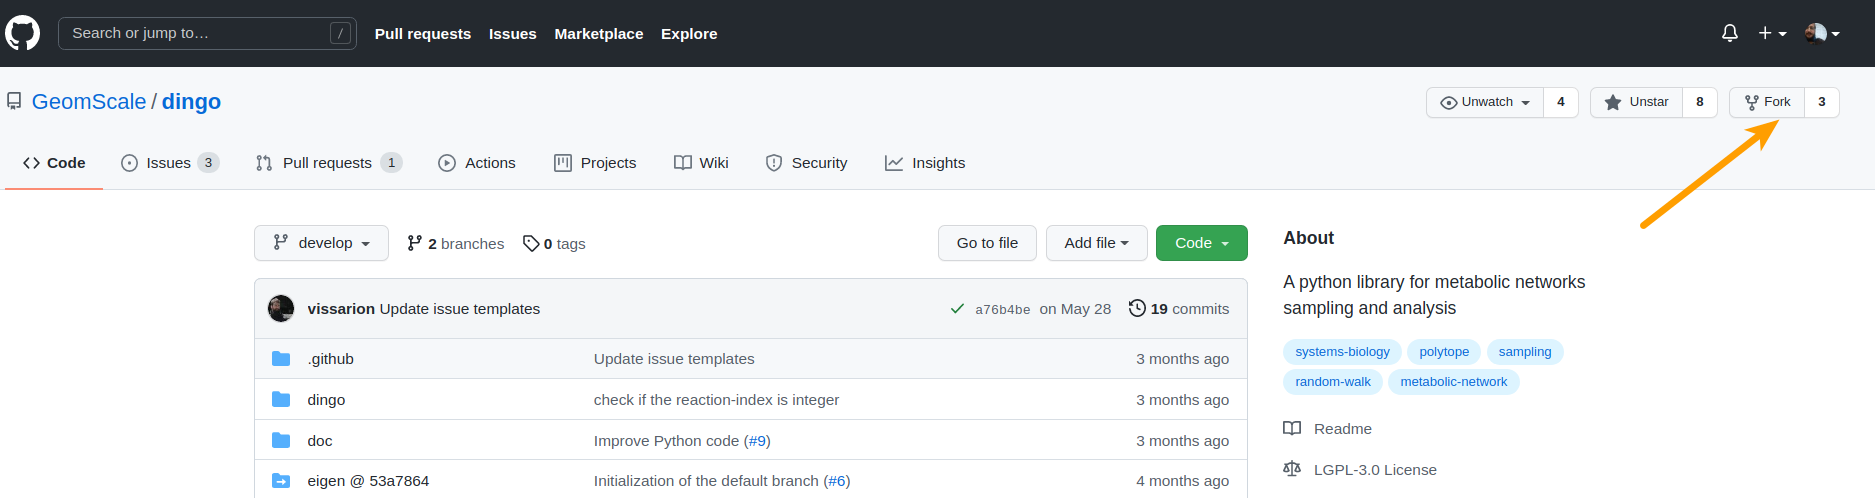 Search or jump to… / Pull requests Issues Marketplace Explore
GeomScale / dingo Unwatch 4 Unstar 8 Fork 3
Code Issues 3 Pull requests 1 Actions Projects Wiki Security Insights
develop 2 branches 0 tags Go to file Add file Code
vissarion Update issue templates a76b4be on May 28 19 commits
.github Update issue templates 3 months ago
dingo check if the reaction-index is integer 3 months ago
doc Improve Python code (#9) 3 months ago
eigen @ 53a7864 Initialization of the default branch (#6) 4 months ago
About
A python library for metabolic networks
sampling and analysis
systems-biology polytope sampling
random-walk metabolic-network
Readme
LGPL-3.0 License